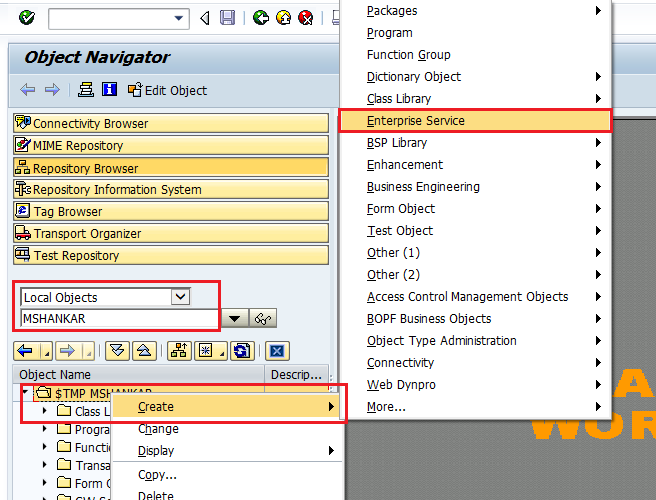 Object Navigator
Edit Object
Connectivity Browser
MIME Repository
Repository Browser
Repository Information System
Tag Browser
Transport Organizer
Test Repository
Local Objects
MSHANKAR
Object Name Descrip...
$TMP MSHANKAR
Class L
Progra
Functio
Transa
Form O
Create
Change
Display
Copy...
Delete
Packages
Program
Function Group
Dictionary Object
Class Library
Enterprise Service
BSP Library
Enhancement
Business Engineering
Form Object
Test Object
Other (1)
Other (2)
Access Control Management Objects
BOPF Business Objects
Object Type Administration
Connectivity
Web Dynpro
More...
A
WOR